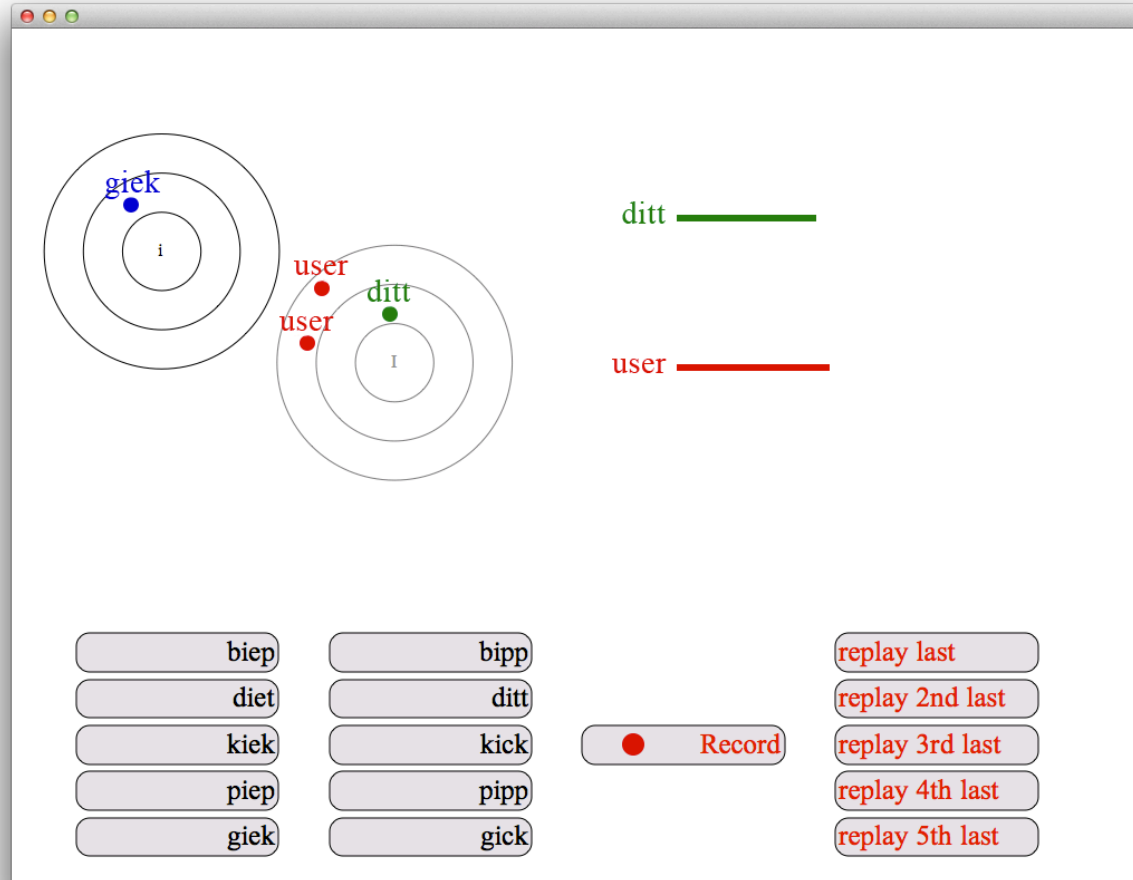 giek
i
user
ditt
user
I
ditt
user
biep
bipp
replay last
diet
ditt
replay 2nd last
kiek
kick
Record
replay 3rd last
piep
pipp
replay 4th last
giek
gick
replay 5th last